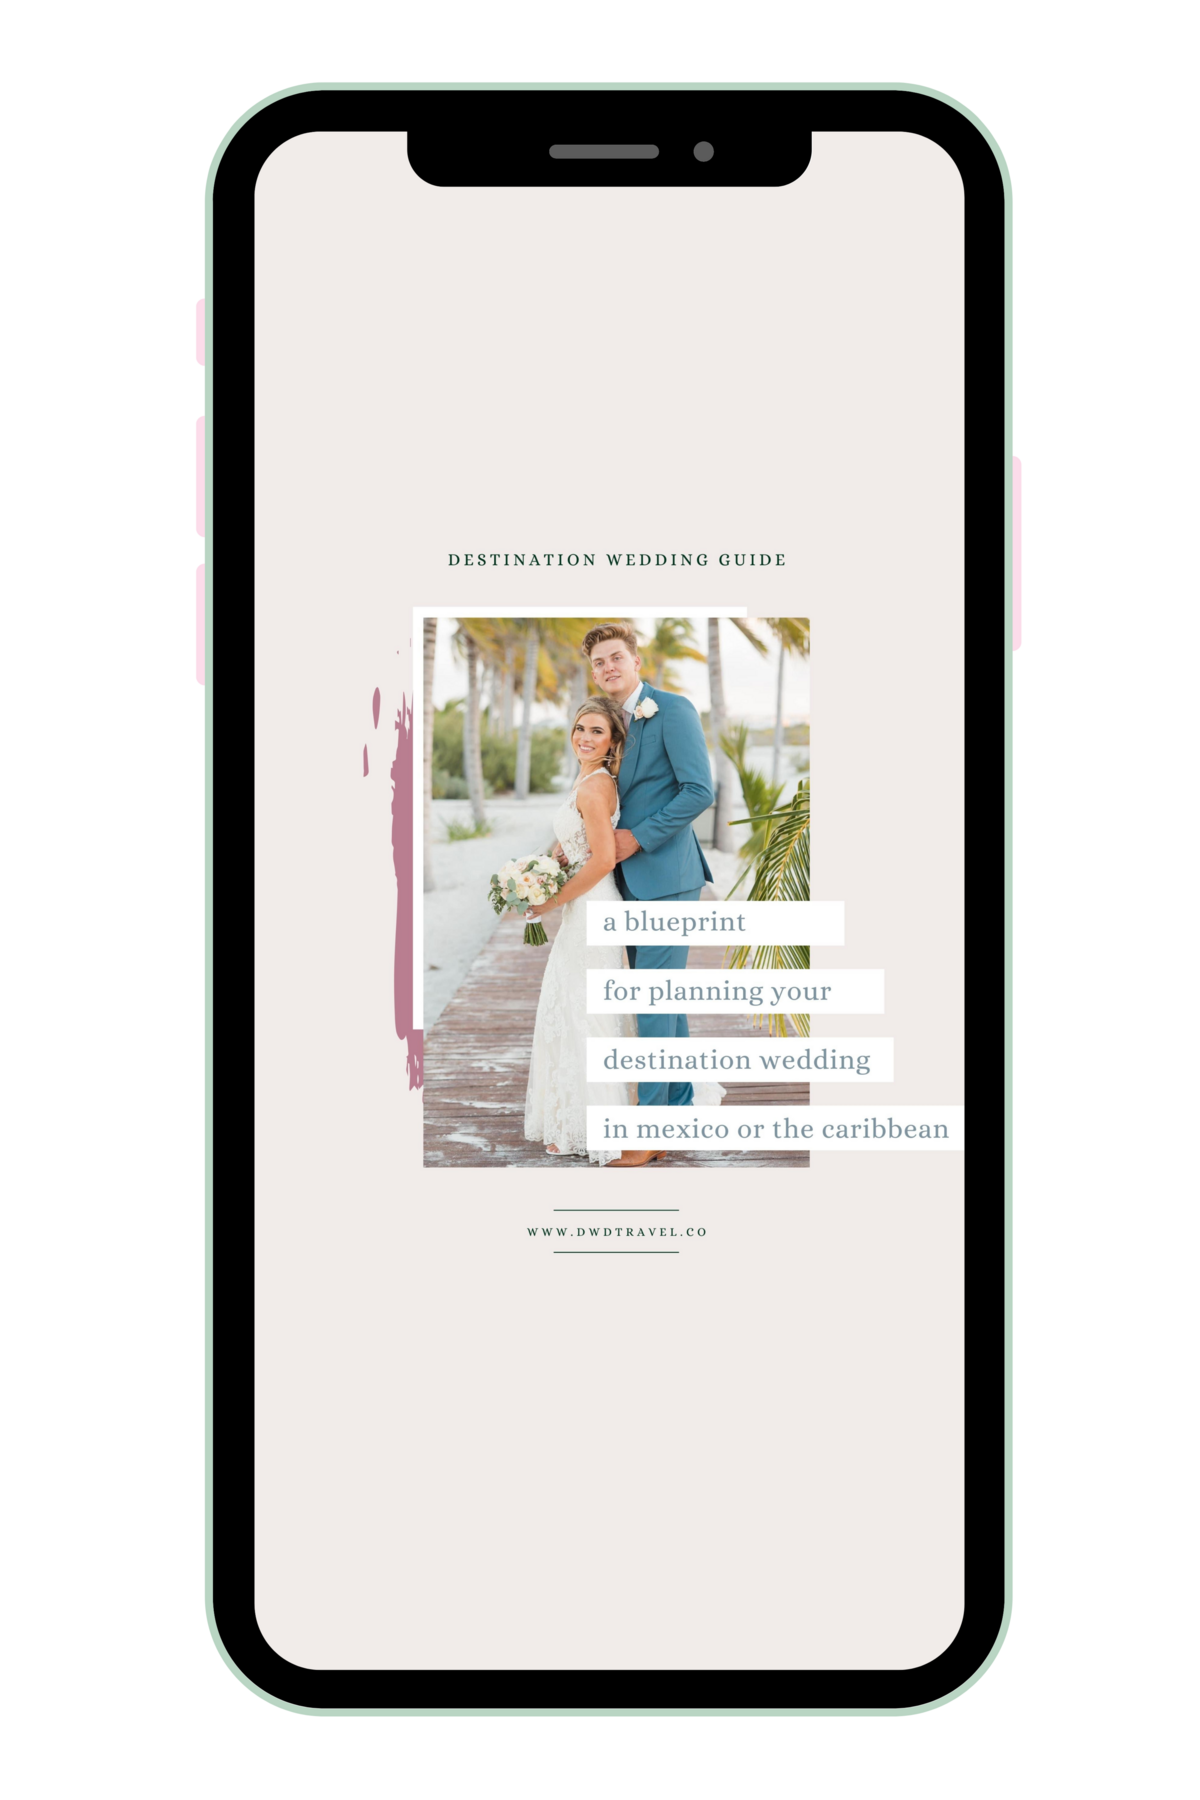 DESTINATION WEDDING GUIDE
a blueprint
for planning your
destination wedding
in mexico or the caribbean
WWW.DWDTRAVEL.CO